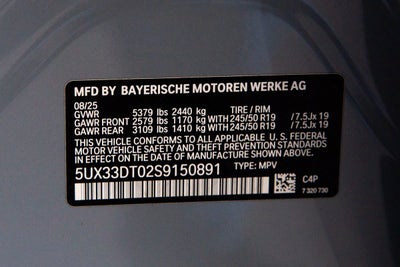 MFD BY BAYERISCHE MOTOREN WERKE AG
08/25
GVWR 5379 lbs 2440 kg TIRE / RIM
GAWR FRONT 2579 lbs 1170 kg WITH 245/50 R19 /7.5Jx 19
GAWR REAR 3109 lbs 1410 kg WITH 245/50 R19 /7.5Jx 19
THIS VEHICLE CONFORMS TO ALL APPLICABLE U. S. FEDERAL
MOTOR VEHICLE SAFETY, BUMPER, AND THEFT PREVENTION
STANDARDS IN EFFECT ON THE DATE OF MANUFACTURE
SHOWN ABOVE.
5UX33DT02S9150891 TYPE: MPV
C4P
7 320 730